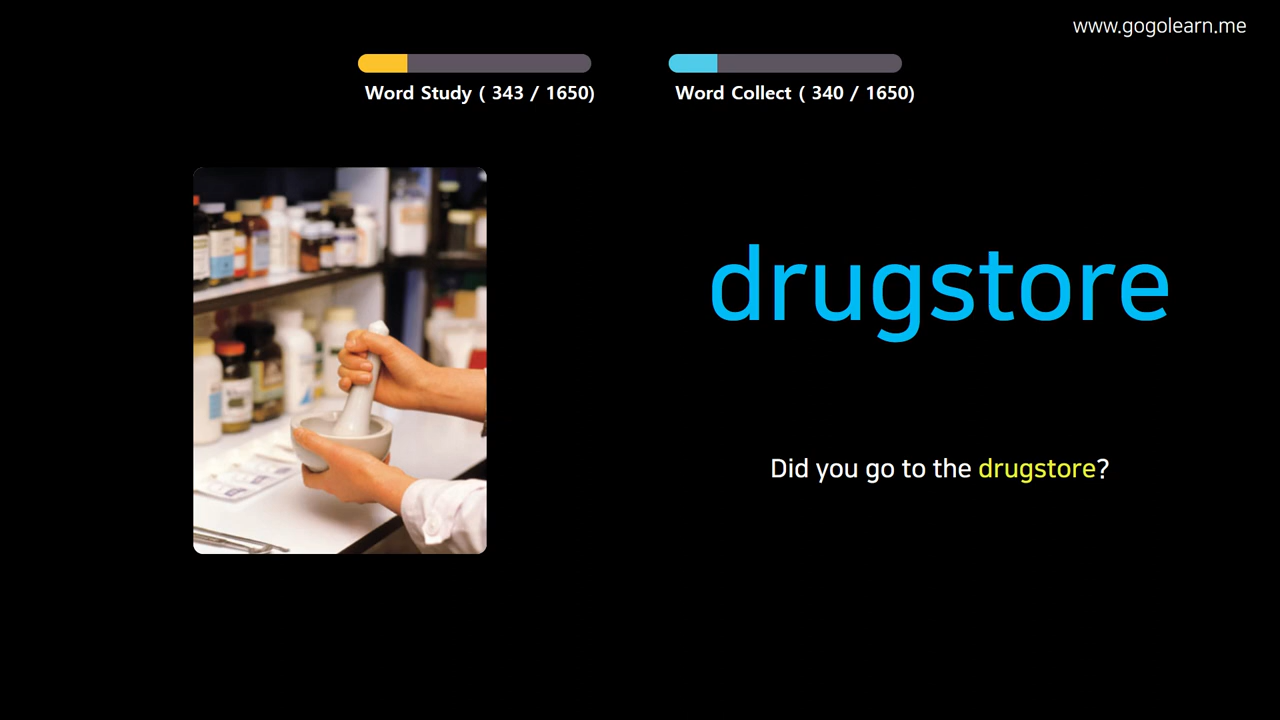 www.gogolearn.me
Word Study ( 343 / 1650)
Word Collect ( 340 / 1650)
drugstore
Did you go to the drugstore?